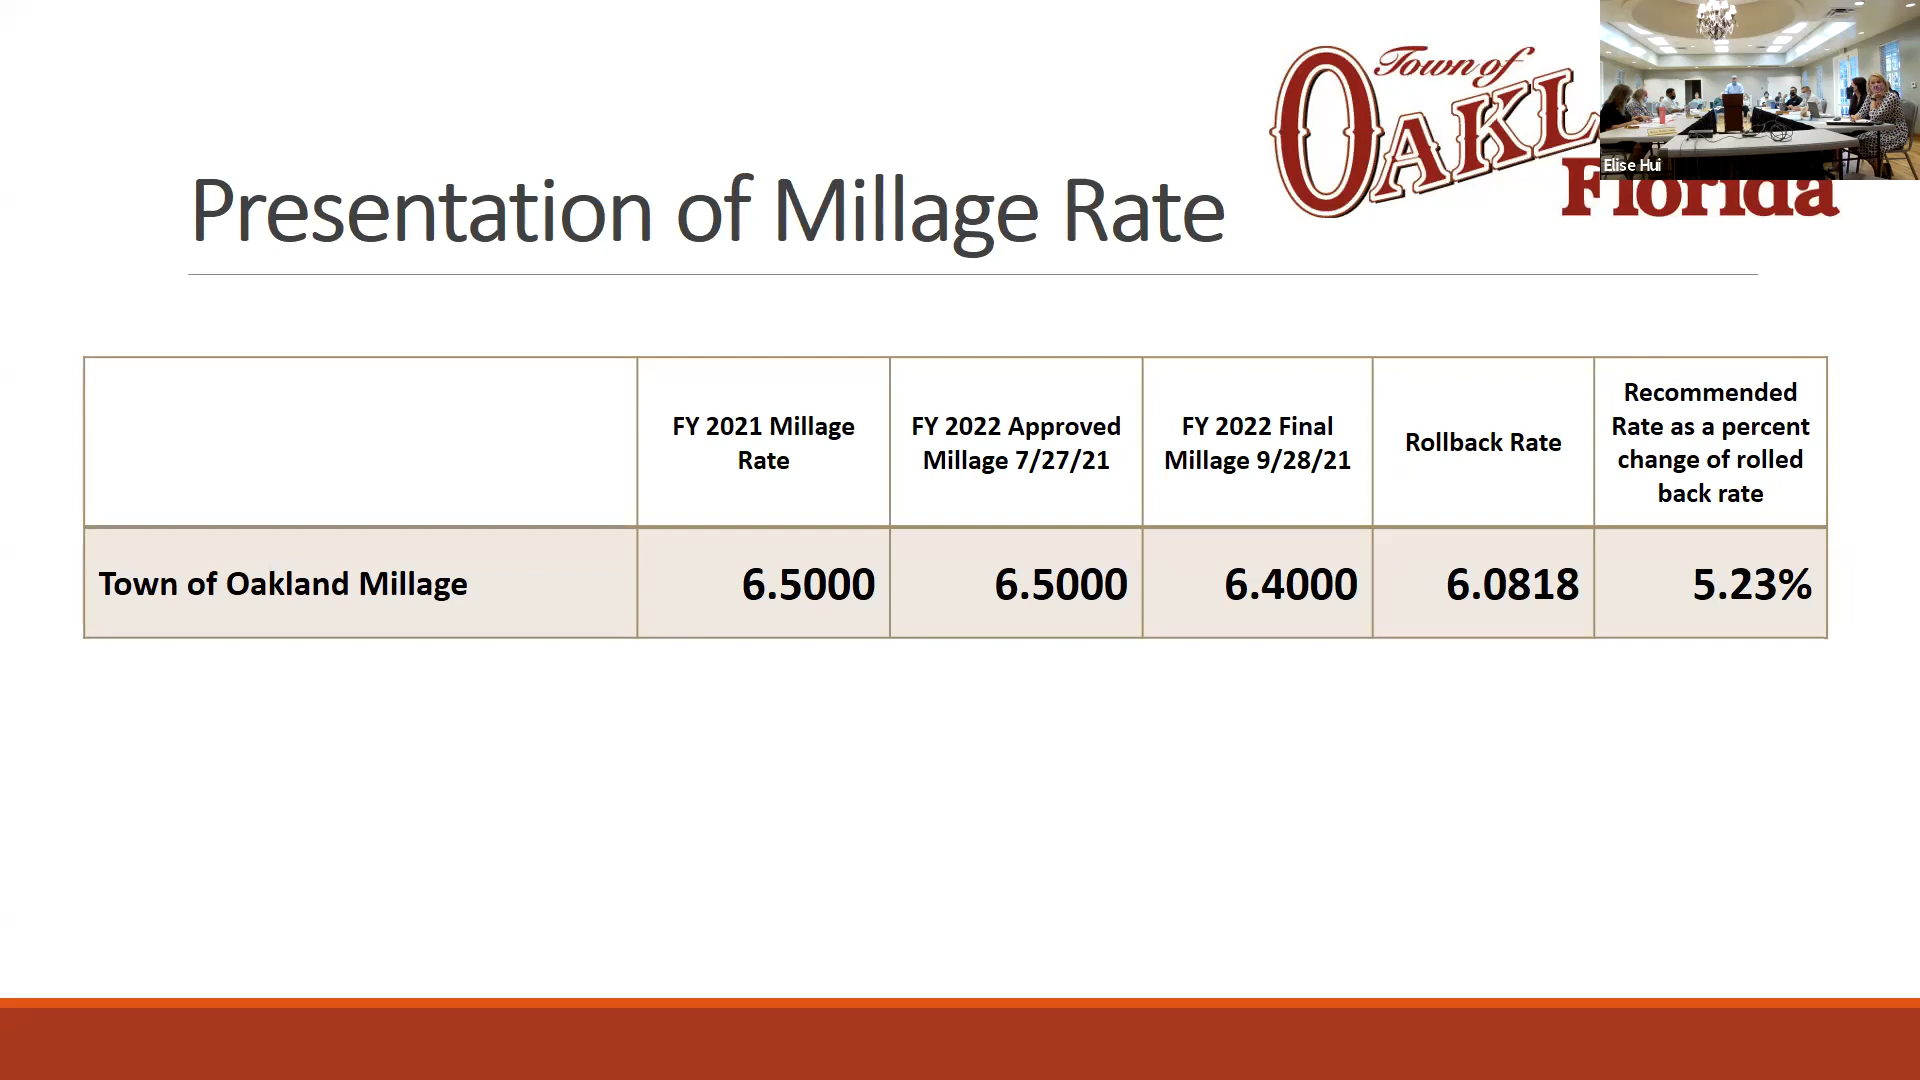 Town of
OAKL
Florida
Elise Hui
Presentation of Millage Rate
FY 2021 Millage
Rate
FY 2022 Approved
Millage 7/27/21
FY 2022 Final
Millage 9/28/21
Rollback Rate
Recommended
Rate as a percent
change of rolled
back rate
Town of Oakland Millage
6.5000
6.5000
6.4000
6.0818
5.23%